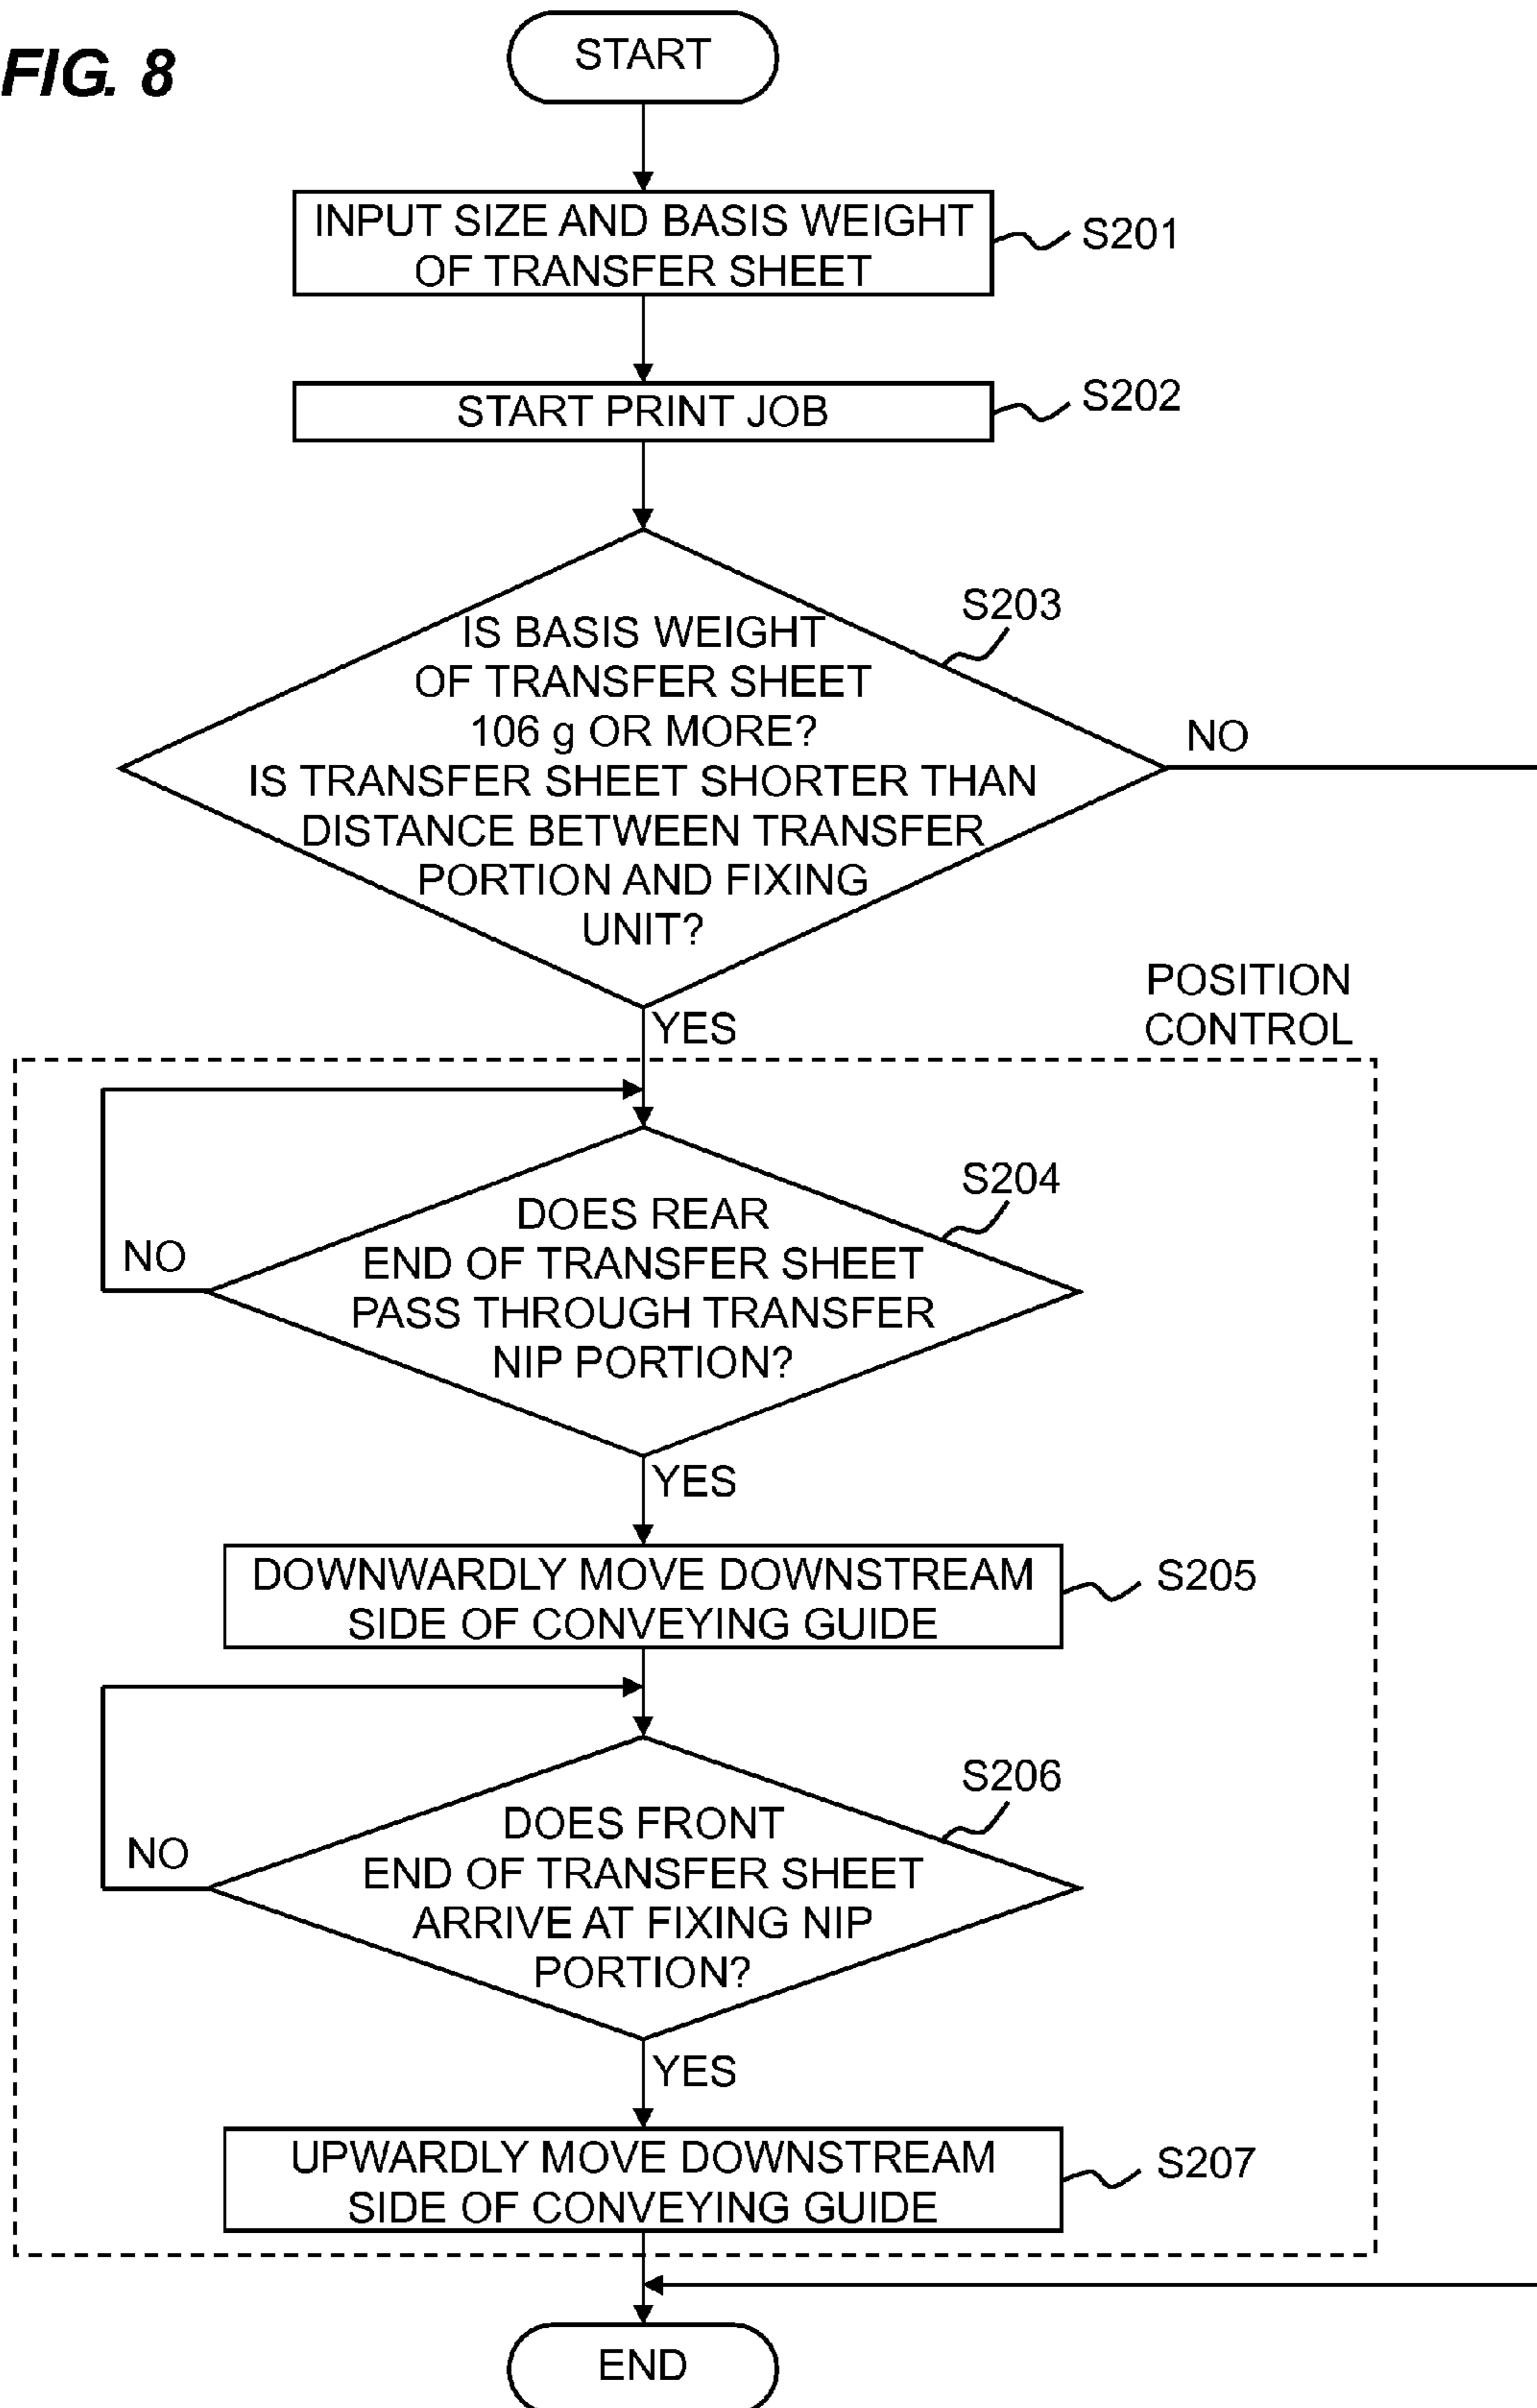 FIG. 8
START
INPUT SIZE AND BASIS WEIGHT
OF TRANSFER SHEET
S201
START PRINT JOB
S202
IS BASIS WEIGHT
OF TRANSFER SHEET
106 g OR MORE?
IS TRANSFER SHEET SHORTER THAN
DISTANCE BETWEEN TRANSFER
PORTION AND FIXING
UNIT?
S203
NO
YES
POSITION
CONTROL
DOES REAR
END OF TRANSFER SHEET
PASS THROUGH TRANSFER
NIP PORTION?
S204
NO
YES
DOWNWARDLY MOVE DOWNSTREAM
SIDE OF CONVEYING GUIDE
S205
DOES FRONT
END OF TRANSFER SHEET
ARRIVE AT FIXING NIP
PORTION?
S206
NO
YES
UPWARDLY MOVE DOWNSTREAM
SIDE OF CONVEYING GUIDE
S207
END